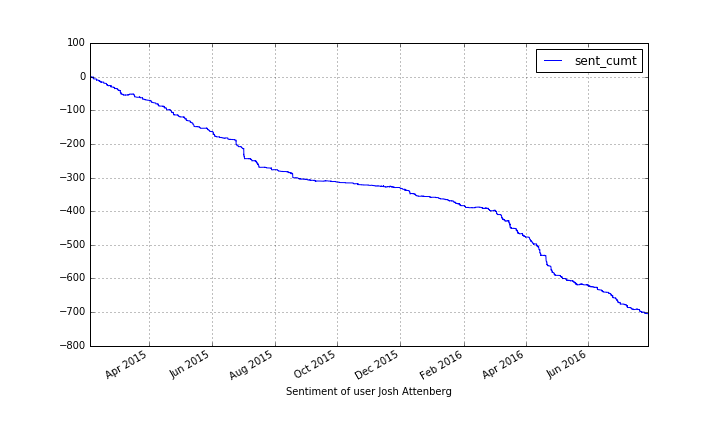 100
0
−100
−200
−300
−400
−500
−600
−700
−800
sent_cumt
Apr 2015
Jun 2015
Aug 2015
Oct 2015
Dec 2015
Feb 2016
Apr 2016
Jun 2016
Sentiment of user Josh Attenberg